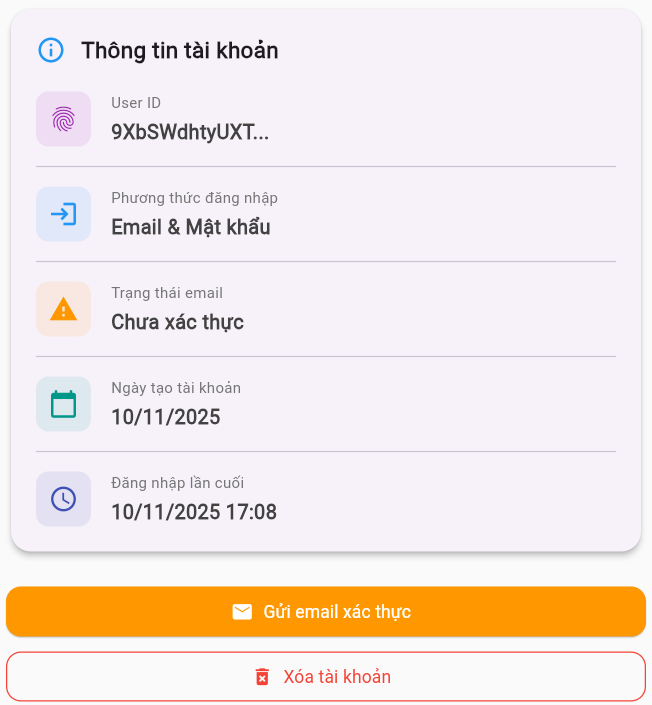 Thông tin tài khoản
User ID
9XbSWdhtyUXT...
Phương thức đăng nhập
Email & Mật khẩu
Trạng thái email
Chưa xác thực
Ngày tạo tài khoản
10/11/2025
Đăng nhập lần cuối
10/11/2025 17:08
Gửi email xác thực
Xóa tài khoản